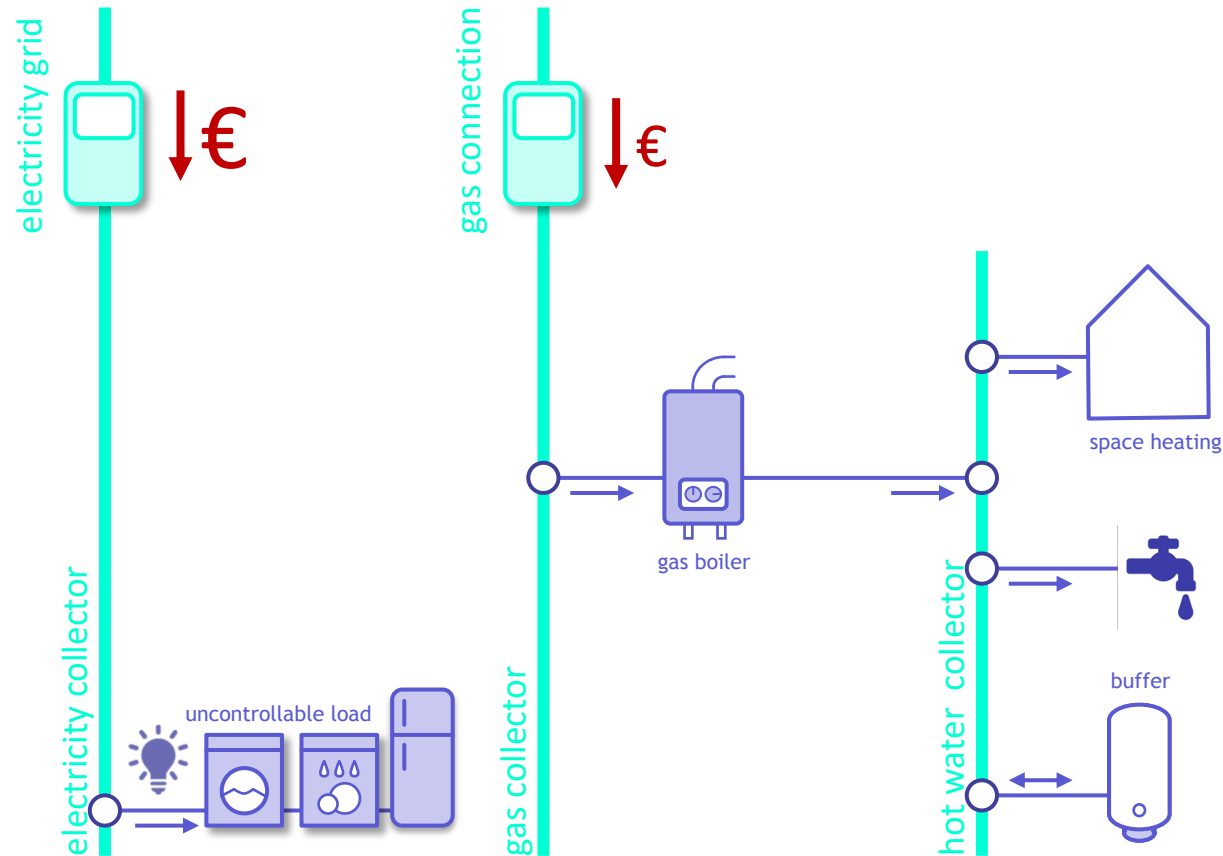 electricity grid
€
gas connection
€
space heating
gas boiler
electricity collector
uncontrollable load
gas collector
hot water collector
buffer